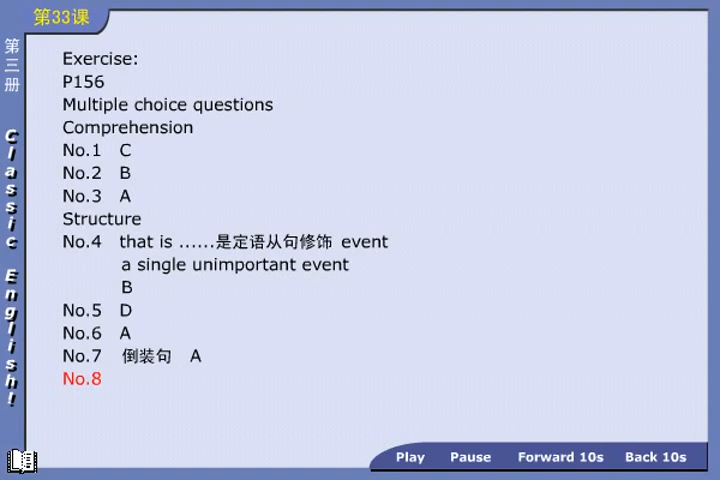 第33课
第三册
Classic English!
Exercise:
P156
Multiple choice questions
Comprehension
No.1 C
No.2 B
No.3 A
Structure
No.4 that is ......是定语从句修饰 event
a single unimportant event
B
No.5 D
No.6 A
No.7 倒装句 A
No.8
Play Pause Forward 10s Back 10s